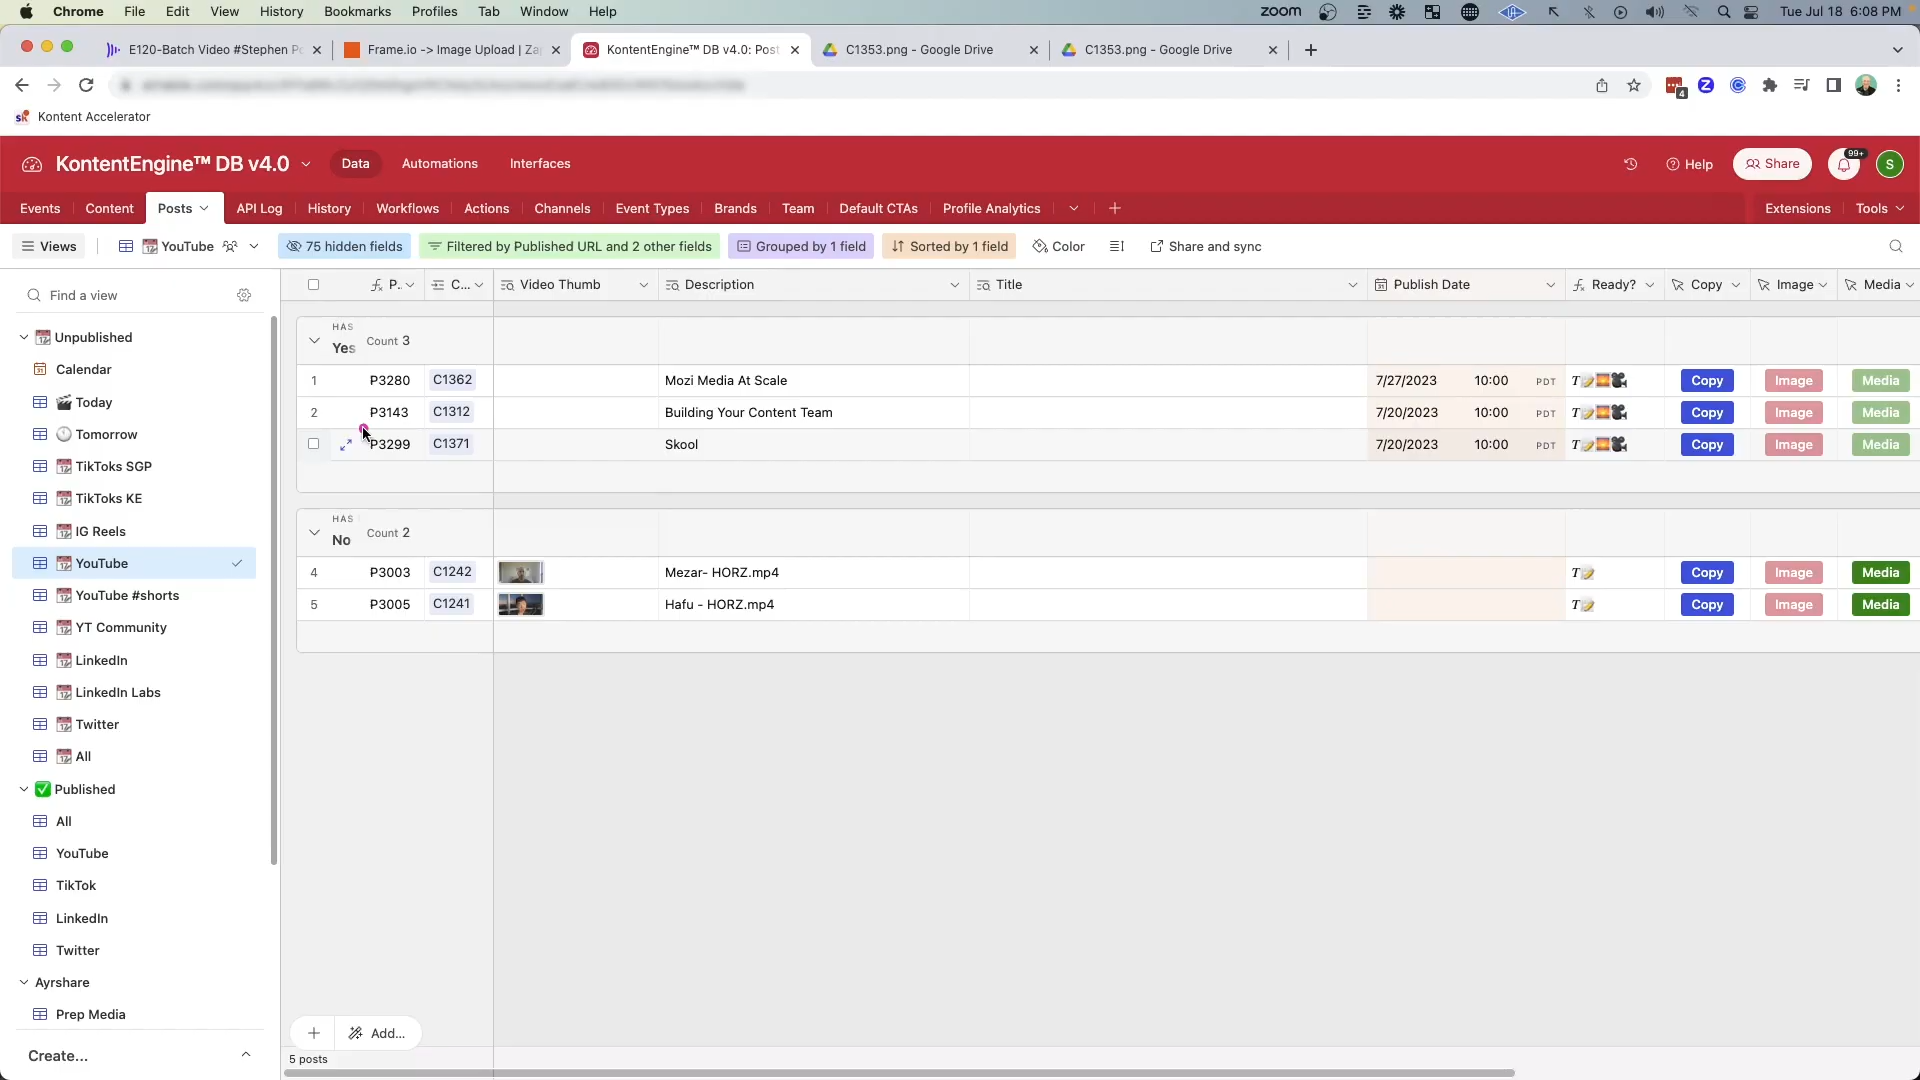 Chrome File Edit View History Bookmarks Profiles Tab Window Help zoom Tue Jul 18 6:08 PM
E120-Batch Video #Stephen Po Frame.io -> Image Upload | Za KontentEngine™ DB v4.0: Post C1353.png - Google Drive C1353.png - Google Drive
4
Kontent Accelerator
KontentEngine™ DB v4.0 Data Automations Interfaces Help Share 99+ S
Events Content Posts API Log History Workflows Actions Channels Event Types Brands Team Default CTAs Profile Analytics Extensions Tools
Views YouTube 75 hidden fields Filtered by Published URL and 2 other fields Grouped by 1 field Sorted by 1 field Color Share and sync
Find a view
P.. C... Video Thumb Description Title Publish Date Ready? Copy Image Media
Unpublished
Calendar
Today
Tomorrow
TikToks SGP
TikToks KE
IG Reels
YouTube
YouTube #shorts
YT Community
LinkedIn
LinkedIn Labs
Twitter
All
Published
All
YouTube
TikTok
LinkedIn
Twitter
Ayrshare
Prep Media
Create...
HAS
Yes Count 3
1 P3280 C1362 Mozi Media At Scale 7/27/2023 10:00 PDT T Copy Image Media
2 P3143 C1312 Building Your Content Team 7/20/2023 10:00 PDT T Copy Image Media
P3299 C1371 Skool 7/20/2023 10:00 PDT T Copy Image Media
HAS
No Count 2
4 P3003 C1242 Mezar- HORZ.mp4 T Copy Image Media
5 P3005 C1241 Hafu - HORZ.mp4 T Copy Image Media
Add...
5 posts